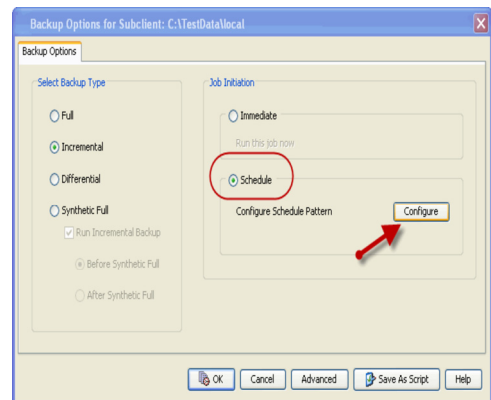 Backup Options for Subclient: C:\TestData\local
Backup Options
Select Backup Type
Full
Incremental
Differential
Synthetic Full
Run Incremental Backup
Before Synthetic Full
After Synthetic Full
Job Initiation
Immediate
Run this job now
Schedule
Configure Schedule Pattern
Configure
OK
Cancel
Advanced
Save As Script
Help